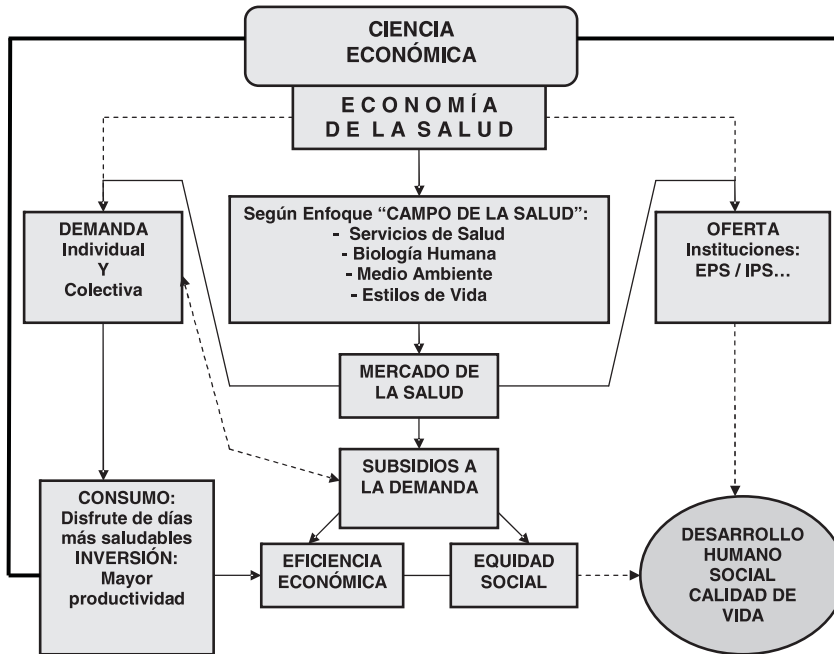 CIENCIA
ECONÓMICA
ECONOMÍA
DE LA SALUD
DEMANDA
Individual
Y
Colectiva
Según Enfoque “CAMPO DE LA SALUD”:
- Servicios de Salud
- Biología Humana
- Medio Ambiente
- Estilos de Vida
OFERTA
Instituciones:
EPS / IPS...
MERCADO DE
LA SALUD
SUBSIDIOS A
LA DEMANDA
CONSUMO:
Disfrute de días
más saludables
INVERSIÓN:
Mayor
productividad
EFICIENCIA
ECONÓMICA
EQUIDAD
SOCIAL
DESARROLLO
HUMANO
SOCIAL
CALIDAD DE
VIDA